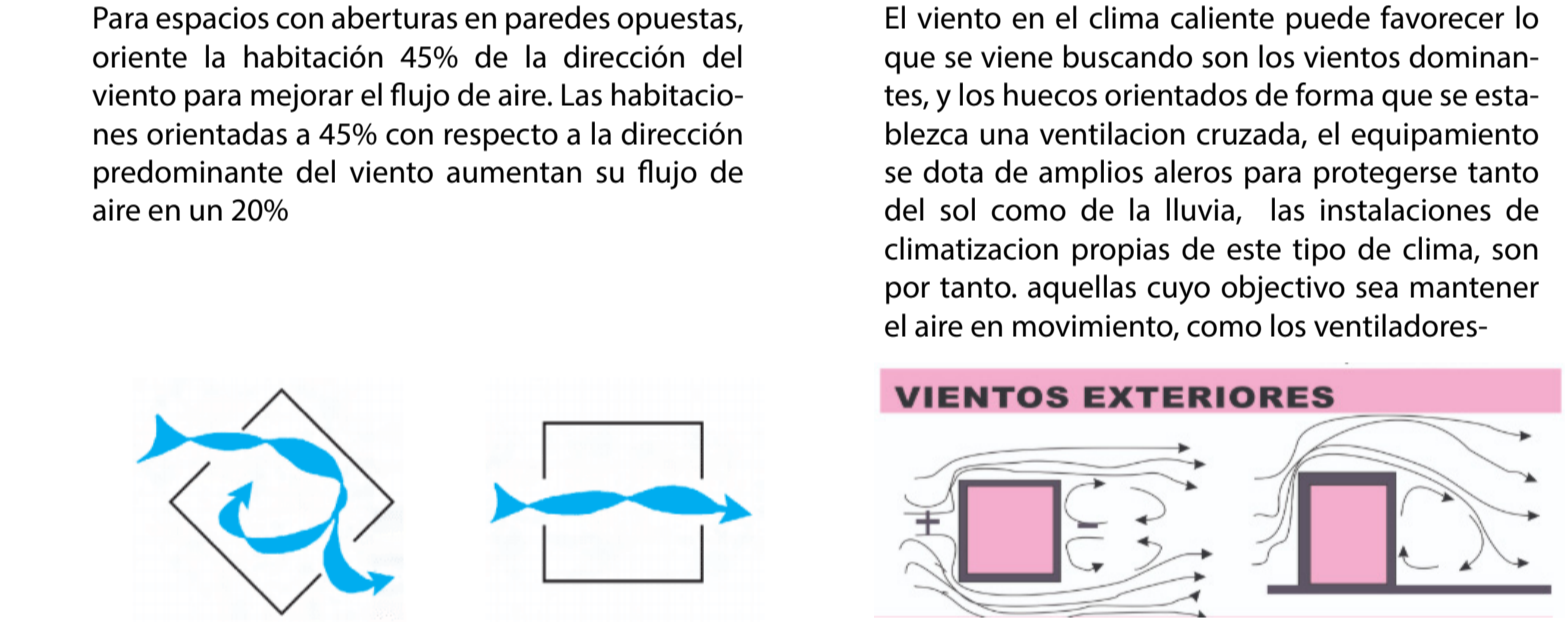 Para espacios con aberturas en paredes opuestas,
oriente la habitación 45% de la dirección del
viento para mejorar el flujo de aire. Las habitacio-
nes orientadas a 45% con respecto a la dirección
predominante del viento aumentan su flujo de
aire en un 20%
El viento en el clima caliente puede favorecer lo
que se viene buscando son los vientos dominan-
tes, y los huecos orientados de forma que se esta-
blezca una ventilacion cruzada, el equipamiento
se dota de amplios aleros para protegerse tanto
del sol como de la lluvia, las instalaciones de
climatizacion propias de este tipo de clima, son
por tanto. aquellas cuyo objectivo sea mantener
el aire en movimiento, como los ventiladores-
VIENTOS EXTERIORES
+ -